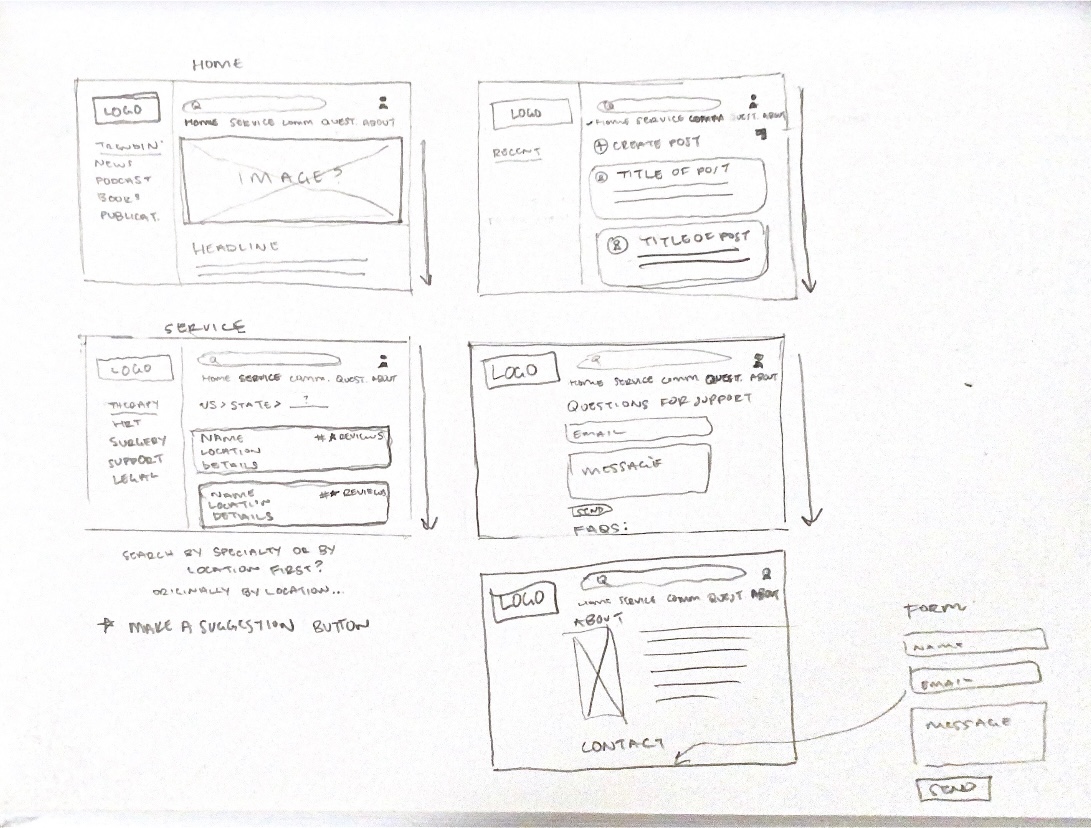 HOME
LOGO
Q
HOME SERVICE COMM QUEST. ABOUT
TRENDIN'
NEWS
PODCAST
BOOKS
PUBLICAT.
IMAGES
HEADLINE
LOGO
RECENT
HOME SERVICE COMM QUEST. ABOUT
+ CREATE POST
TITLE OF POST
TITLE OF POST
SERVICE
LOGO
Q
HOME SERVICE COMM. QUEST. ABOUT
THERAPY
HRT
SURGERY
SUPPORT
LEGAL
US > STATE > ?
NAME # REVIEWS
LOCATION
DETAILS
NAME ## REVIEWS
LOCATION
DETAILS
SEARCH BY SPECIALTY OR BY
LOCATION FIRST?
ORIGINALLY BY LOCATION...
* MAKE A SUGGESTION BUTTON
LOGO
Q
HOME SERVICE COMM QUEST. ABOUT
QUESTIONS FOR SUPPORT
EMAIL
MESSAGE
SEND
FAQS:
LOGO
Q
HOME SERVICE COMM QUEST ABOUT
ABOUT
CONTACT
FORM
NAME
EMAIL
MESSAGE
SEND